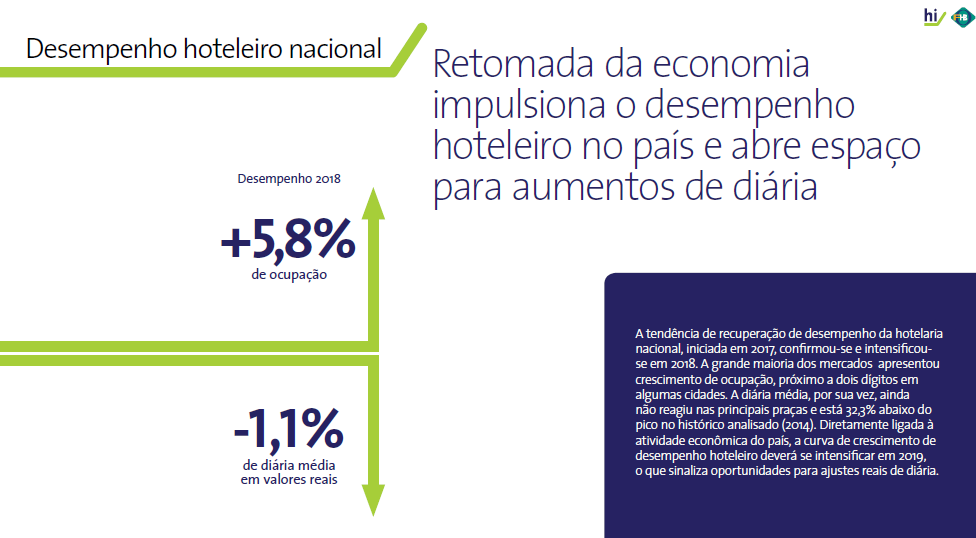 hi
FOHB
Desempenho hoteleiro nacional
Retomada da economia
impulsiona o desempenho
hoteleiro no país e abre espaço
para aumentos de diária
Desempenho 2018
+5,8%
de ocupação
-1,1%
de diária média
em valores reais
A tendência de recuperação de desempenho da hotelaria
nacional, iniciada em 2017, confirmou-se e intensificou-
se em 2018. A grande maioria dos mercados apresentou
crescimento de ocupação, próximo a dois dígitos em
algumas cidades. A diária média, por sua vez, ainda
não reagiu nas principais praças e está 32,3% abaixo do
pico no histórico analisado (2014). Diretamente ligada à
atividade econômica do país, a curva de crescimento de
desempenho hoteleiro deverá se intensificar em 2019,
o que sinaliza oportunidades para ajustes reais de diária.